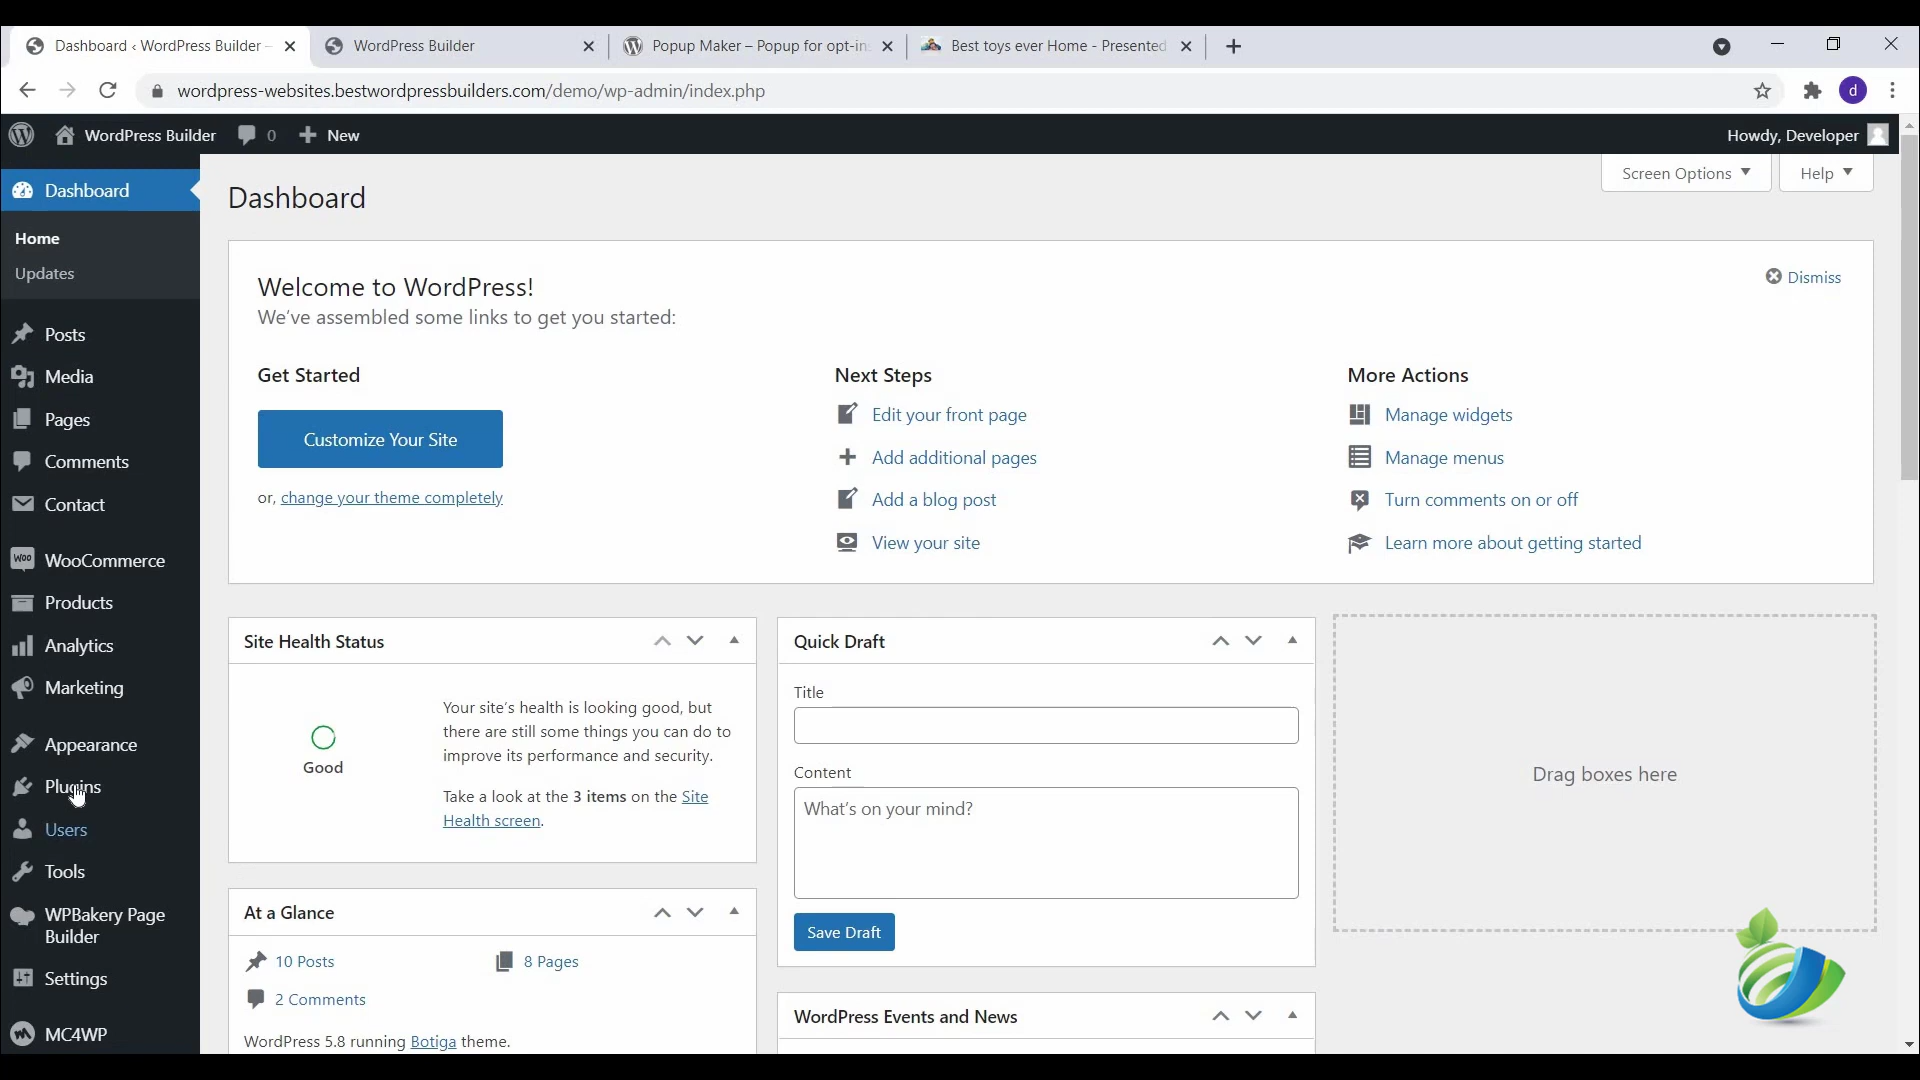 Dashboard ‹ WordPress Builder –
WordPress Builder
Popup Maker – Popup for opt-ins
Best toys ever Home - Presented
wordpress-websites.bestwordpressbuilders.com/demo/wp-admin/index.php
d
WordPress Builder
0
New
Howdy, Developer
Dashboard
Home
Updates
Posts
Media
Pages
Comments
Contact
Woo
WooCommerce
Products
Analytics
Marketing
Appearance
Plugins
Users
Tools
WPBakery Page
Builder
Settings
MC4WP
Dashboard
Screen Options
Help
Welcome to WordPress!
We've assembled some links to get you started:
Dismiss
Get Started
Customize Your Site
or, change your theme completely
Next Steps
Edit your front page
Add additional pages
Add a blog post
View your site
More Actions
Manage widgets
Manage menus
Turn comments on or off
Learn more about getting started
Site Health Status
Good
Your site's health is looking good, but
there are still some things you can do to
improve its performance and security.
Take a look at the 3 items on the Site
Health screen.
At a Glance
10 Posts
8 Pages
2 Comments
WordPress 5.8 running Botiga theme.
Quick Draft
Title
Content
What's on your mind?
Save Draft
WordPress Events and News
Drag boxes here